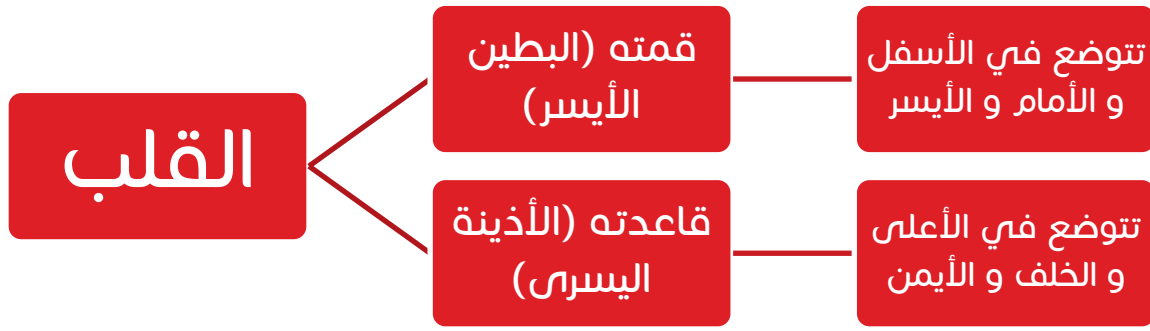 القلب
قمته (البطين
الأيسر)
تتوضع في الأسفل
و الأمام و الأيسر
قاعدته (الأذينة
اليسرى)
تتوضع في الأعلى
و الخلف و الأيمن